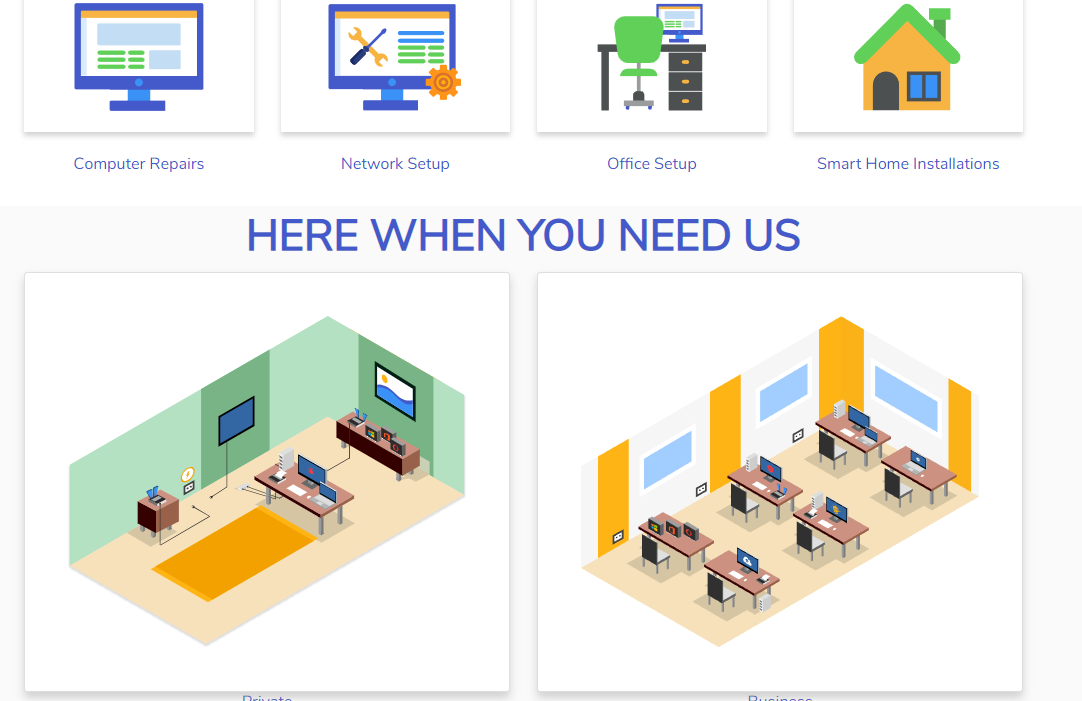 Computer Repairs
Network Setup
Office Setup
Smart Home Installations
HERE WHEN YOU NEED US
Private
Business